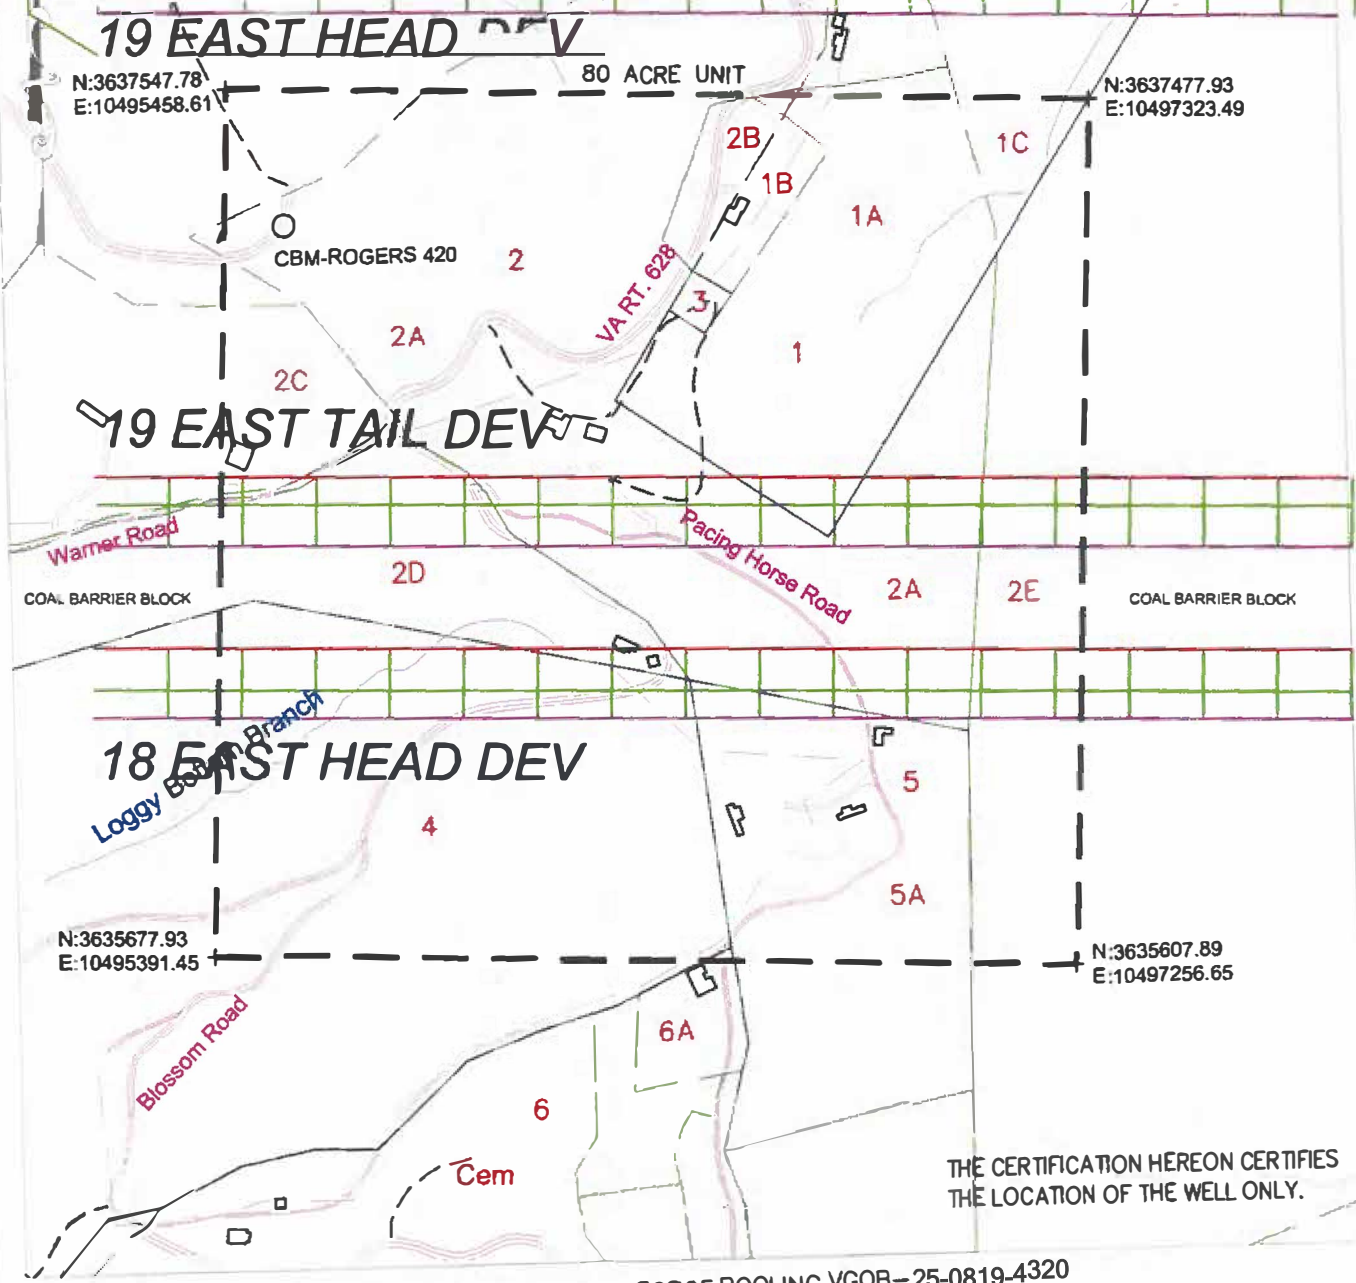 19 EAST HEAD DEV
N:3637547.78
E:10495458.61
80 ACRE UNIT
N:3637477.93
E:10497323.49
2B
1C
1B
1A
CBM-ROGERS 420
2
VA RT. 628
3
2A
1
2C
19 EAST TAIL DEV
Warner Road
Pacing Horse Road
2D
2A
2E
COAL BARRIER BLOCK
COAL BARRIER BLOCK
Loggy Bottom Branch
18 EAST HEAD DEV
5
4
5A
N:3635677.93
E:10495391.45
N:3635607.89
E:10497256.65
Blossom Road
6A
6
Cem
THE CERTIFICATION HEREON CERTIFIES
THE LOCATION OF THE WELL ONLY.
POOLING VGOB-25-0819-4320